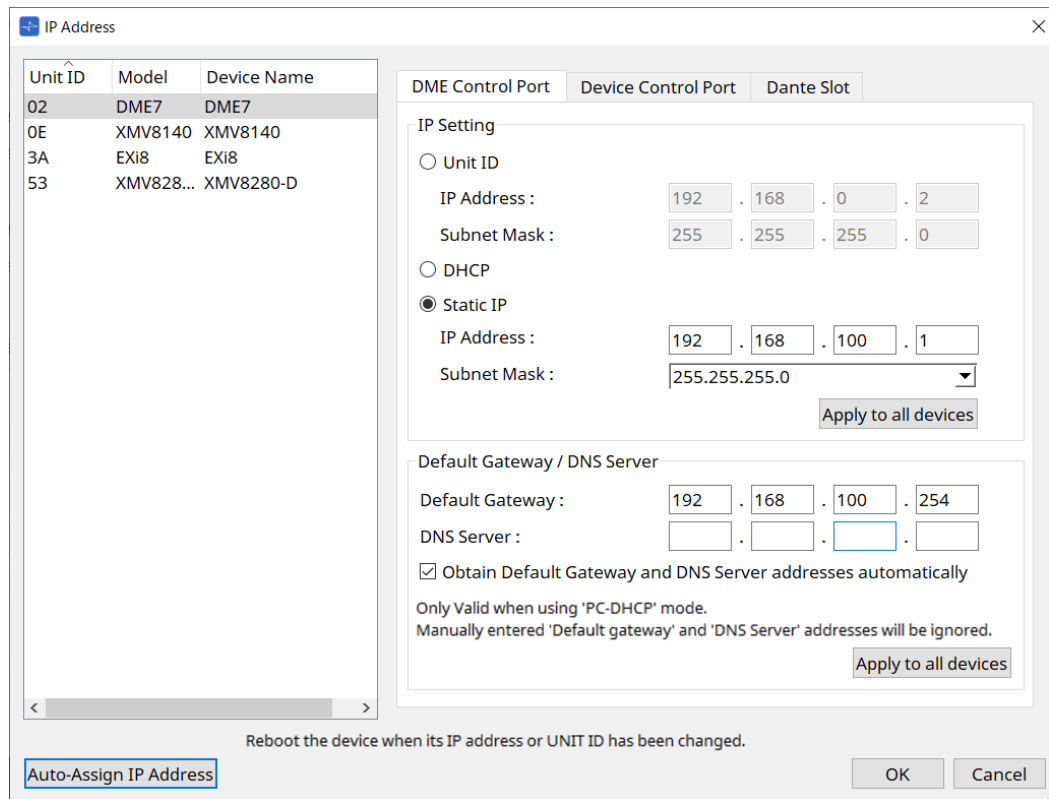 IP Address
Unit ID Model Device Name
02 DME7 DME7
0E XMV8140 XMV8140
3A EXi8 EXi8
53 XMV828... XMV8280-D
DME Control Port Device Control Port Dante Slot
IP Setting
Unit ID
IP Address : 192 . 168 . 0 . 2
Subnet Mask : 255 . 255 . 255 . 0
DHCP
Static IP
IP Address : 192 . 168 . 100 . 1
Subnet Mask : 255.255.255.0
Apply to all devices
Default Gateway / DNS Server
Default Gateway : 192 . 168 . 100 . 254
DNS Server : . . .
Obtain Default Gateway and DNS Server addresses automatically
Only Valid when using 'PC-DHCP' mode.
Manually entered 'Default gateway' and 'DNS Server' addresses will be ignored.
Apply to all devices
Reboot the device when its IP address or UNIT ID has been changed.
Auto-Assign IP Address OK Cancel